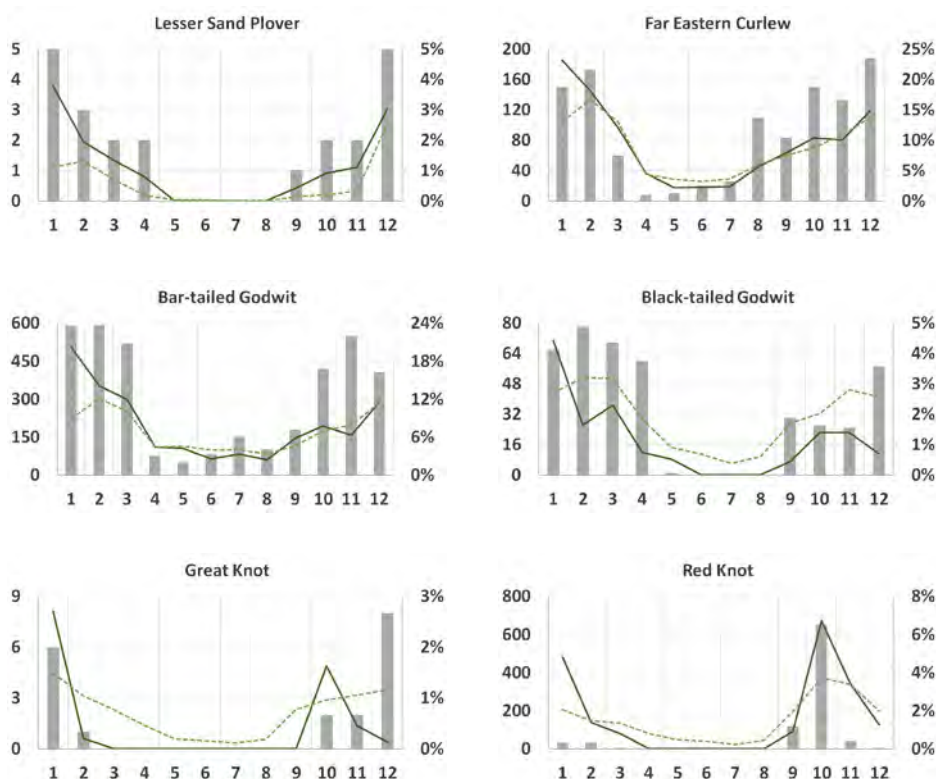 Lesser Sand Plover
5 5%
4 4%
3 3%
2 2%
1 1%
0 0%
1 2 3 4 5 6 7 8 9 10 11 12
Far Eastern Curlew
200 25%
160 20%
120 15%
80 10%
40 5%
0 0%
1 2 3 4 5 6 7 8 9 10 11 12
Bar-tailed Godwit
600 24%
450 18%
300 12%
150 6%
0 0%
1 2 3 4 5 6 7 8 9 10 11 12
Black-tailed Godwit
80 5%
64 4%
48 3%
32 2%
16 1%
0 0%
1 2 3 4 5 6 7 8 9 10 11 12
Great Knot
9 3%
6 2%
3 1%
0 0%
1 2 3 4 5 6 7 8 9 10 11 12
Red Knot
800 8%
600 6%
400 4%
200 2%
0 0%
1 2 3 4 5 6 7 8 9 10 11 12